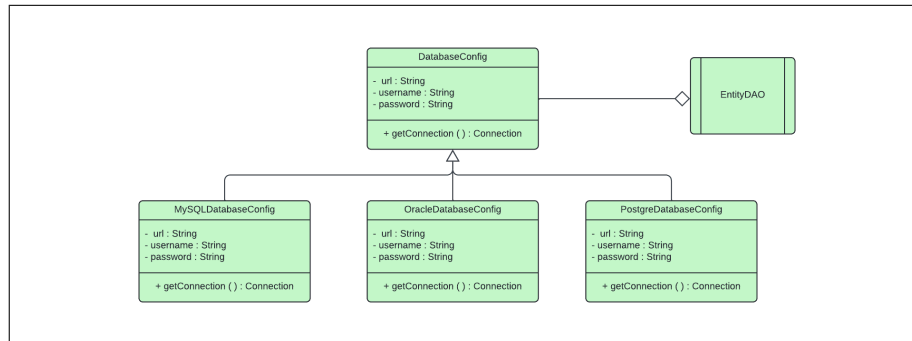 DatabaseConfig
- url : String
- username : String
- password : String
+ getConnection ( ) : Connection
EntityDAO
MySQLDatabaseConfig
- url : String
- username : String
- password : String
+ getConnection ( ) : Connection
OracleDatabaseConfig
- url : String
- username : String
- password : String
+ getConnection ( ) : Connection
PostgreDatabaseConfig
- url : String
- username : String
- password : String
+ getConnection ( ) : Connection